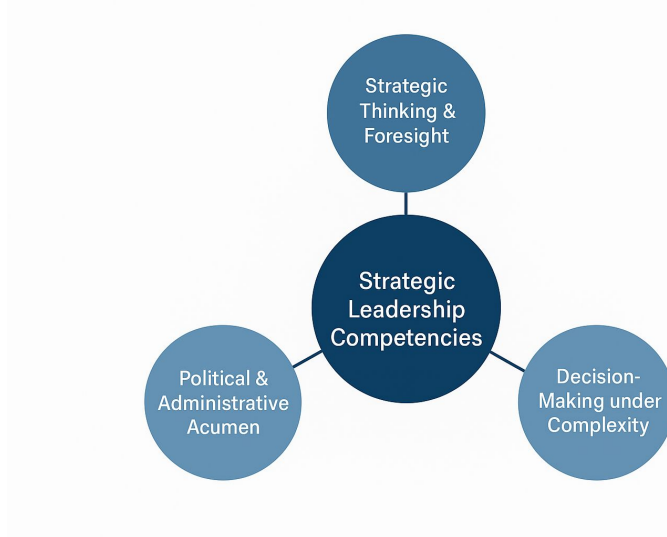 Strategic
Thinking &
Foresight
Strategic
Leadership
Competencies
Political &
Administrative
Acumen
Decision-
Making under
Complexity